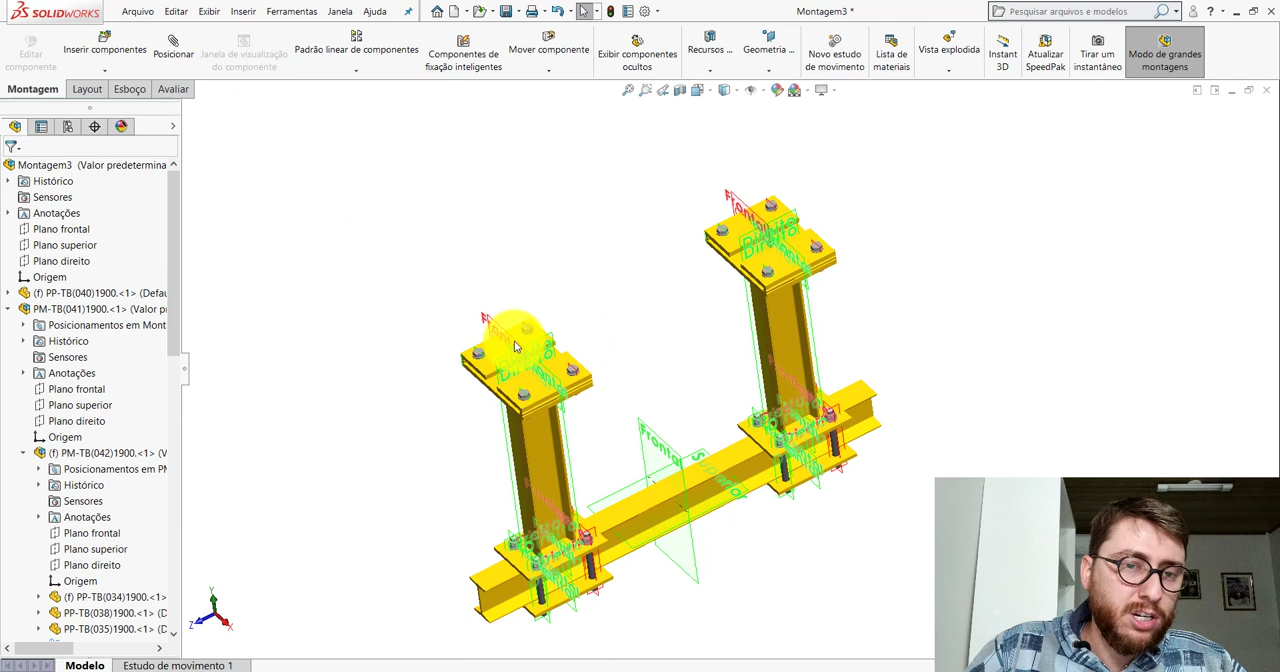 SOLIDWORKS
Arquivo Editar Exibir Inserir Ferramentas Janela Ajuda
Montagem3 *
Pesquisar arquivos e modelos
?
Editar componente
Inserir componentes
Posicionar
Janela de visualização do componente
Padrão linear de componentes
Componentes de fixação inteligentes
Mover componente
Exibir componentes ocultos
Recursos ...
Geometria ...
Novo estudo de movimento
Lista de materiais
Vista explodida
Instant 3D
Atualizar SpeedPak
Tirar um instantâneo
Modo de grandes montagens
Montagem Layout Esboço Avaliar
Montagem3 (Valor predetermina
Histórico
Sensores
Anotações
Plano frontal
Plano superior
Plano direito
Origem
(f) PP-TB(040)1900.<1> (Defau
PM-TB(041)1900.<1> (Valor pr
Posicionamentos em Mont
Histórico
Sensores
Anotações
Plano frontal
Plano superior
Plano direito
Origem
(f) PM-TB(042)1900.<1> (V
Posicionamentos em PM
Histórico
Sensores
Anotações
Plano frontal
Plano superior
Plano direito
Origem
(f) PP-TB(034)1900.<1>
PP-TB(038)1900.<1> (D
PP-TB(035)1900.<1> (D
Frontal
Direito
Frontal
Direito
Frontal
Superior
Y
Z
X
Modelo
Estudo de movimento 1